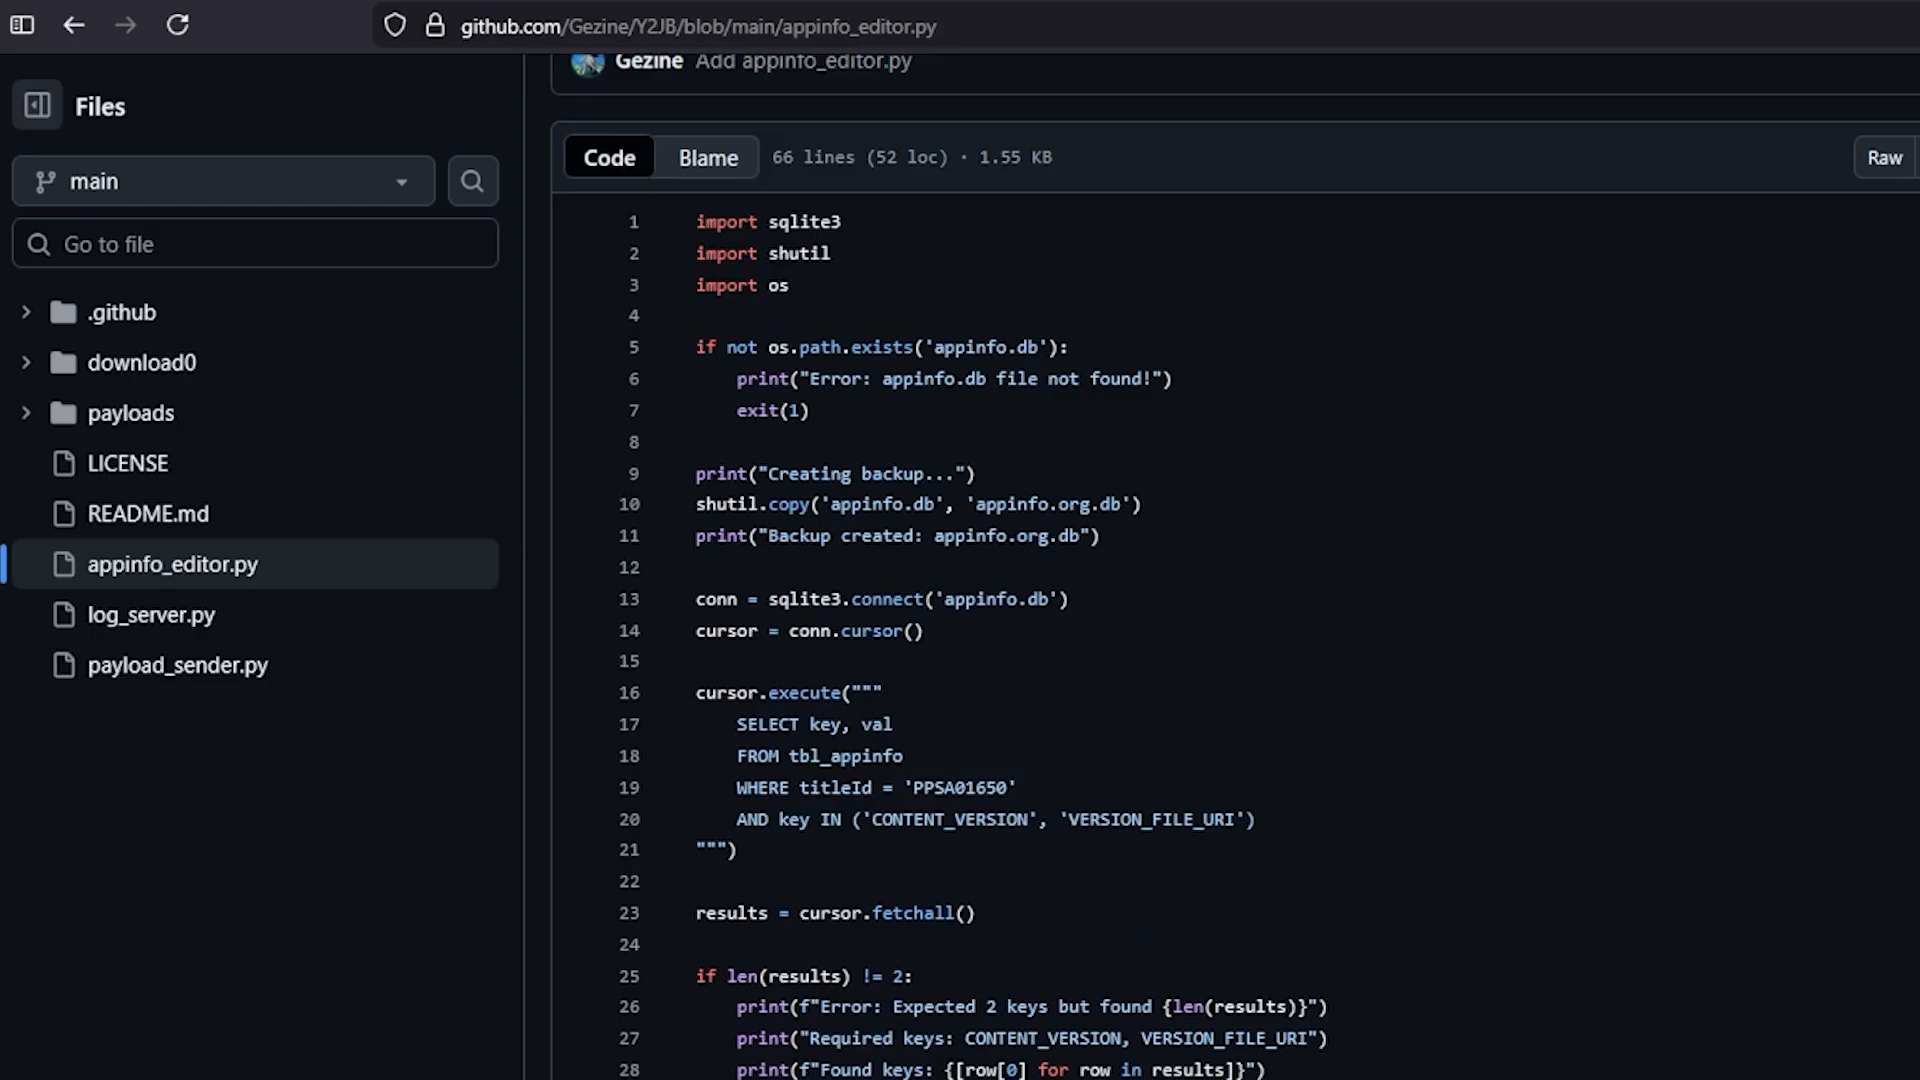 github.com/Gezine/Y2JB/blob/main/appinfo_editor.py
Gezine Add appinfo_editor.py
Files
main
Go to file
.github
download0
payloads
LICENSE
README.md
appinfo_editor.py
log_server.py
payload_sender.py
Code Blame 66 lines (52 loc) · 1.55 KB Raw
1 import sqlite3
2 import shutil
3 import os
4
5 if not os.path.exists('appinfo.db'):
6     print("Error: appinfo.db file not found!")
7     exit(1)
8
9 print("Creating backup...")
10 shutil.copy('appinfo.db', 'appinfo.org.db')
11 print("Backup created: appinfo.org.db")
12
13 conn = sqlite3.connect('appinfo.db')
14 cursor = conn.cursor()
15
16 cursor.execute("""
17     SELECT key, val
18     FROM tbl_appinfo
19     WHERE titleId = 'PPSA01650'
20     AND key IN ('CONTENT_VERSION', 'VERSION_FILE_URI')
21 """)
22
23 results = cursor.fetchall()
24
25 if len(results) != 2:
26     print(f"Error: Expected 2 keys but found {len(results)}")
27     print("Required keys: CONTENT_VERSION, VERSION_FILE_URI")
28     print(f"Found keys: {[row[0] for row in results]}")